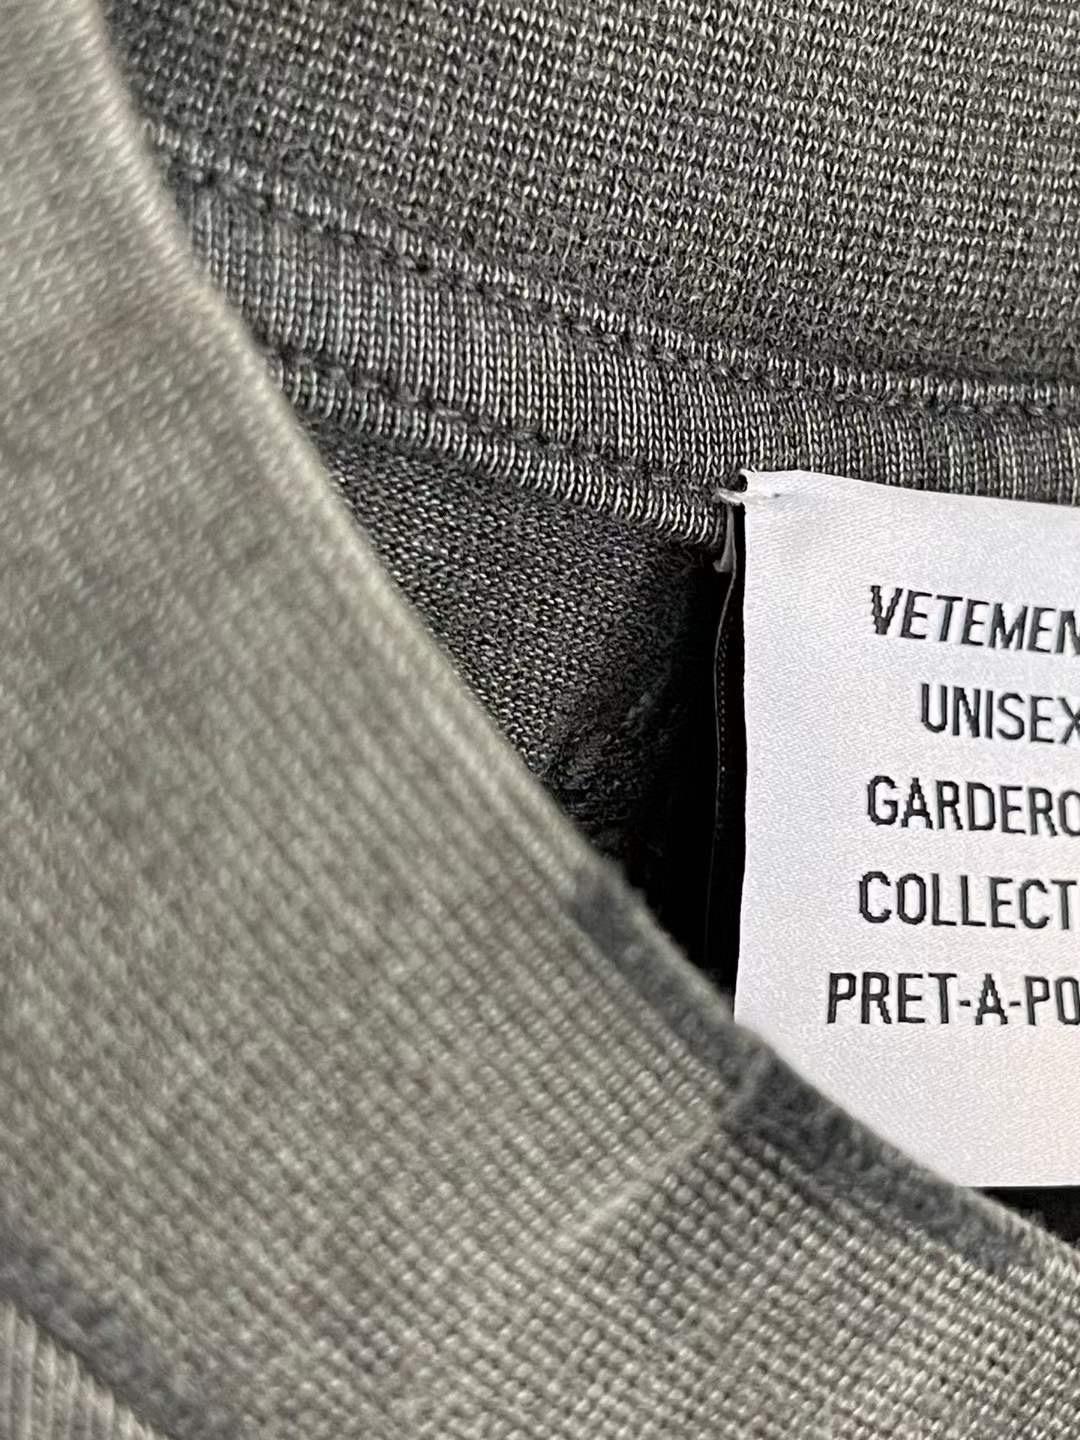 VETEMEN
UNISEX
GARDERO
COLLECT
PRET-A-PO